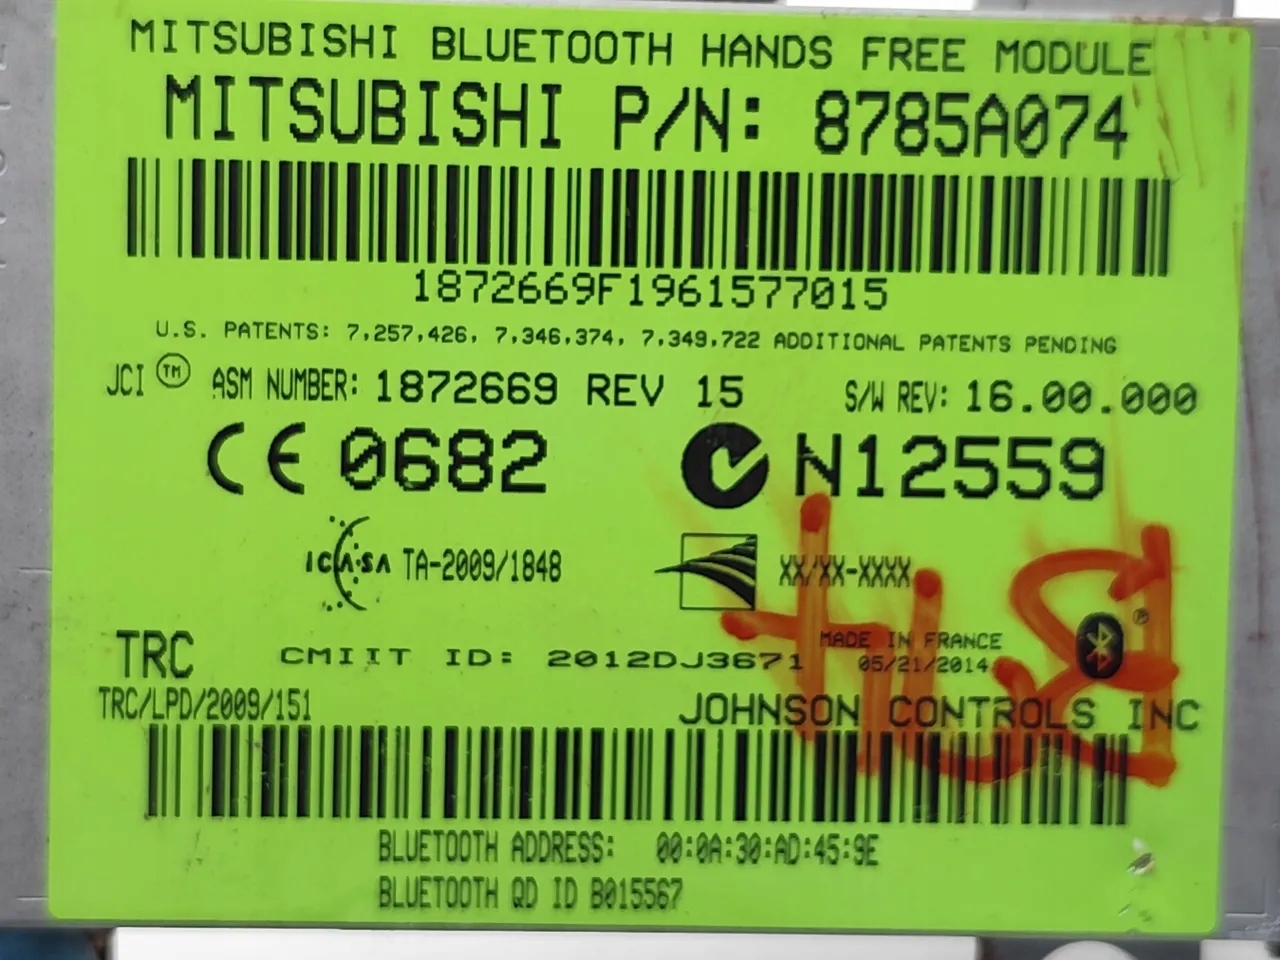 MITSUBISHI BLUETOOTH HANDS FREE MODULE
MITSUBISHI P/N: 8785A074
1872669F1961577015
U.S. PATENTS: 7,257,426, 7,346,374, 7,349,722 ADDITIONAL PATENTS PENDING
JCI TM ASM NUMBER: 1872669 REV 15 S/W REV: 16.00.000
CE 0682 N12559
ICASA TA-2009/1848 XX/XX-XXXX
MADE IN FRANCE
TRC CMIIT ID: 2012DJ3671 05/21/2014
TRC/LPD/2009/151 JOHNSON CONTROLS INC
BLUETOOTH ADDRESS: 00:0A:30:AD:45:9E
BLUETOOTH QD ID B015567